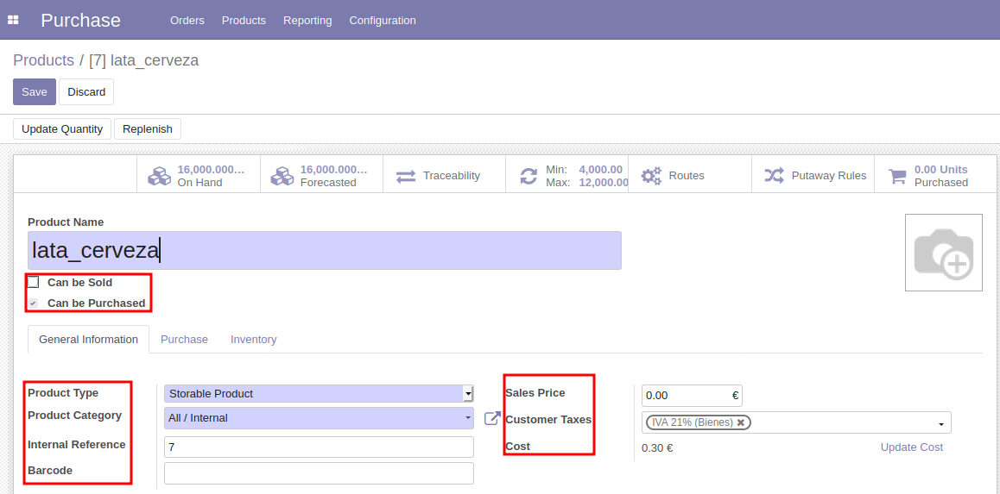 Purchase Orders Products Reporting Configuration
Products / [7] lata_cerveza
Save Discard
Update Quantity Replenish
16,000.000... On Hand
16,000.000... Forecasted
Traceability
Min: 4,000.00
Max: 12,000.00
Routes
Putaway Rules
0.00 Units
Purchased
Product Name
lata_cerveza
Can be Sold
Can be Purchased
General Information Purchase Inventory
Product Type Storable Product
Product Category All / Internal
Internal Reference 7
Barcode
Sales Price 0.00 €
Customer Taxes IVA 21% (Bienes)
Cost 0.30 € Update Cost